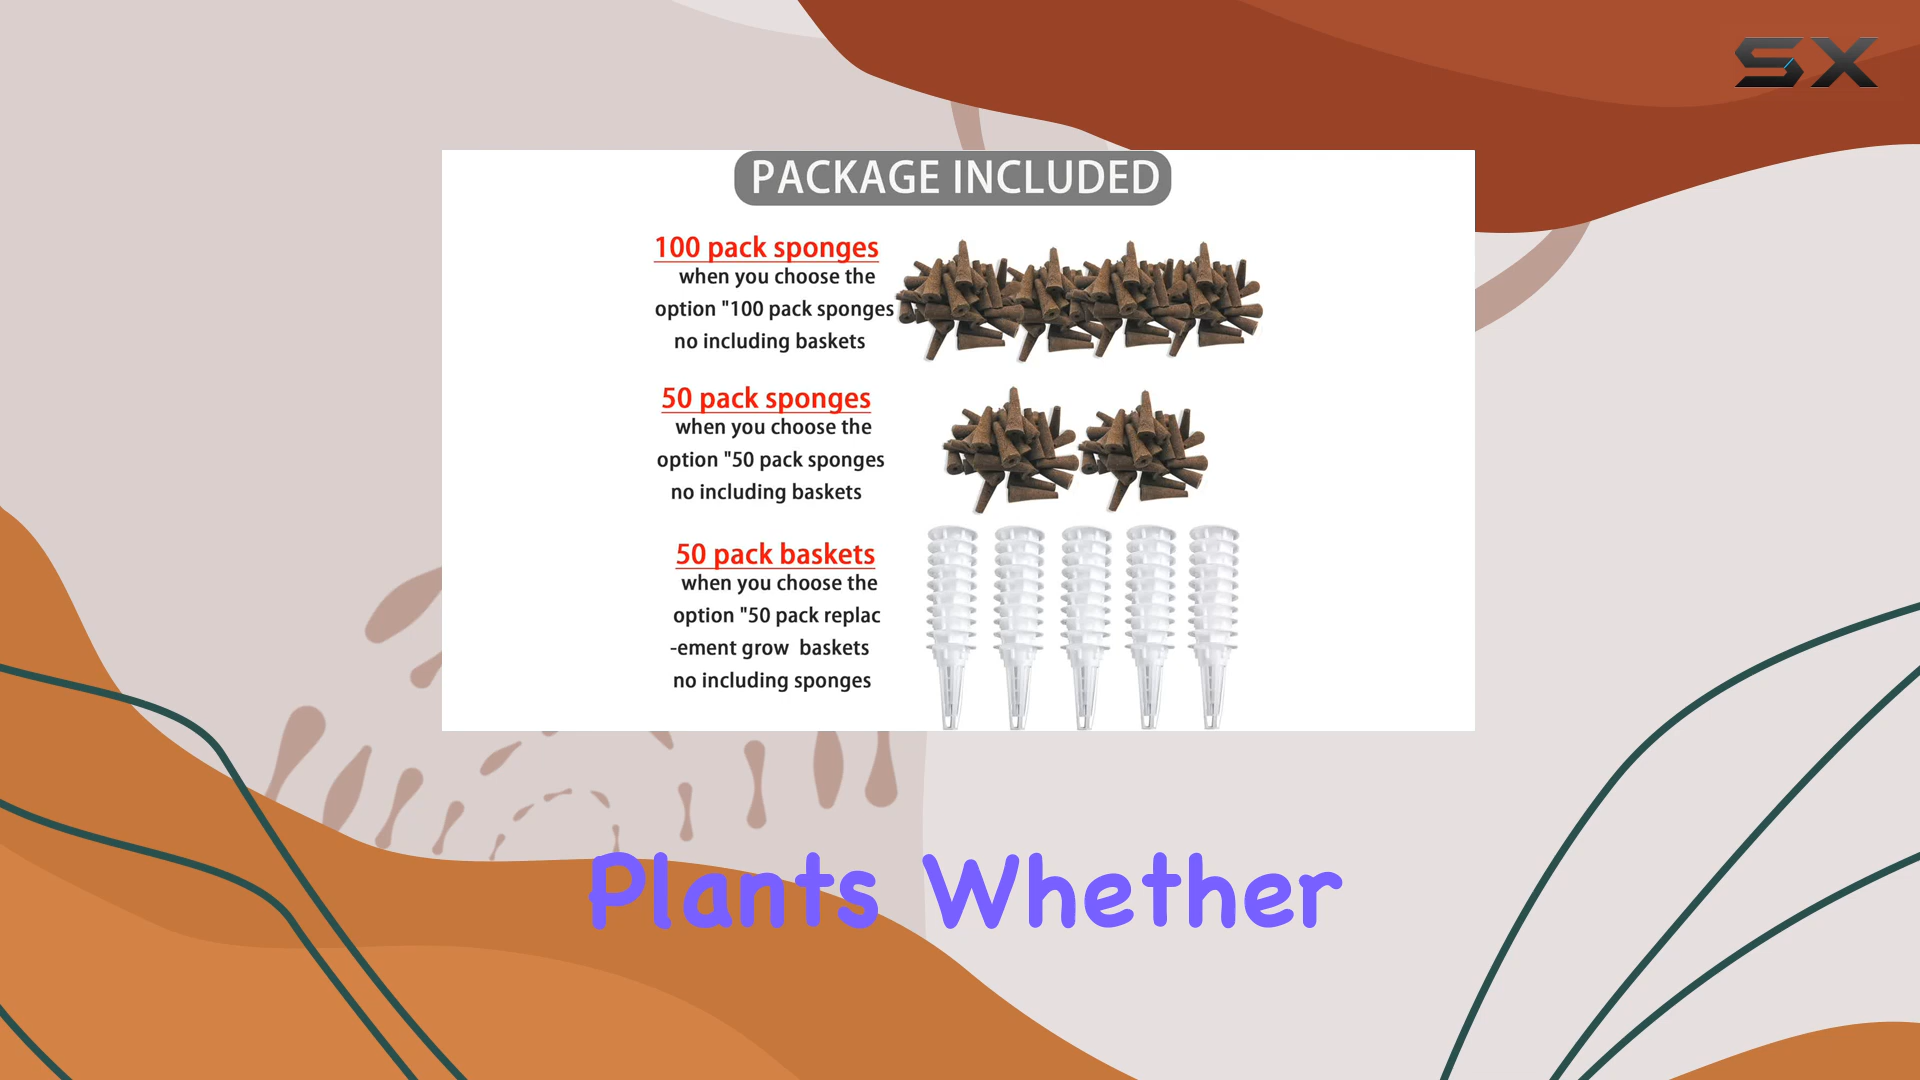 SX
PACKAGE INCLUDED
100 pack sponges
when you choose the
option "100 pack sponges
no including baskets
50 pack sponges
when you choose the
option "50 pack sponges
no including baskets
50 pack baskets
when you choose the
option "50 pack replac
-ement grow baskets
no including sponges
Plants Whether